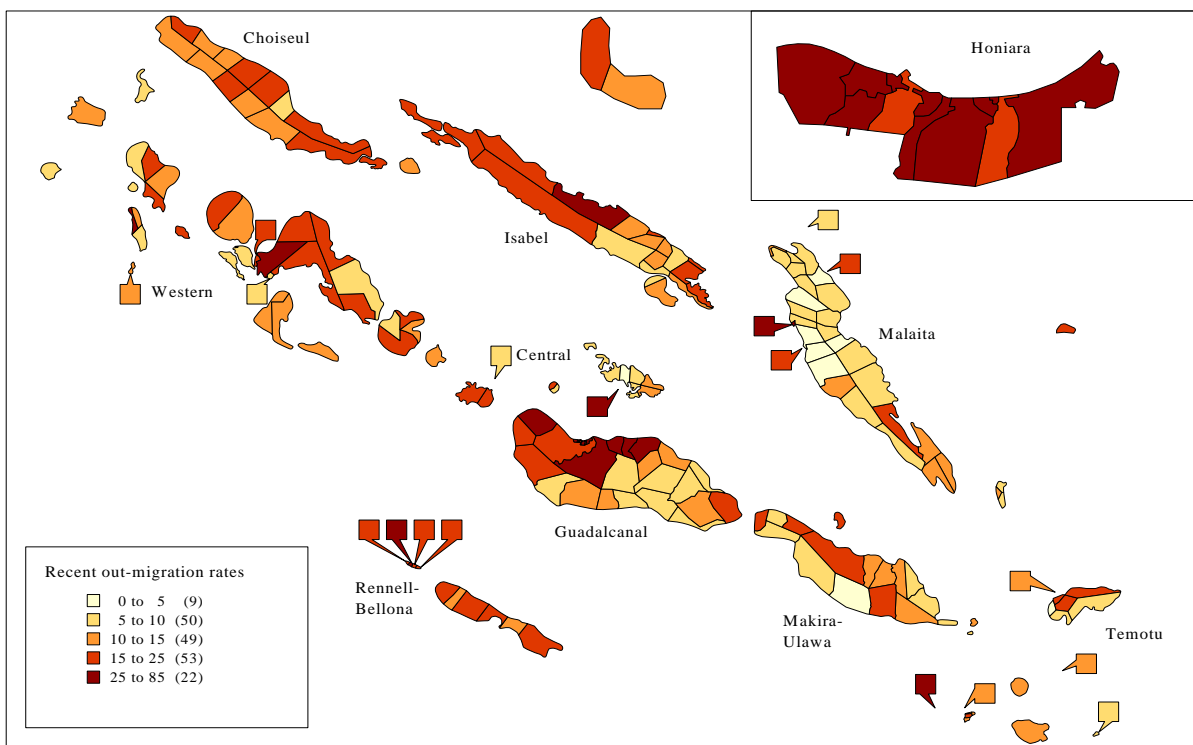 Choiseul
Honiara
Isabel
Western
Malaita
Central
Guadalcanal
Rennell-
Bellona
Makira-
Ulawa
Temotu
Recent out-migration rates
0 to 5 (9)
5 to 10 (50)
10 to 15 (49)
15 to 25 (53)
25 to 85 (22)